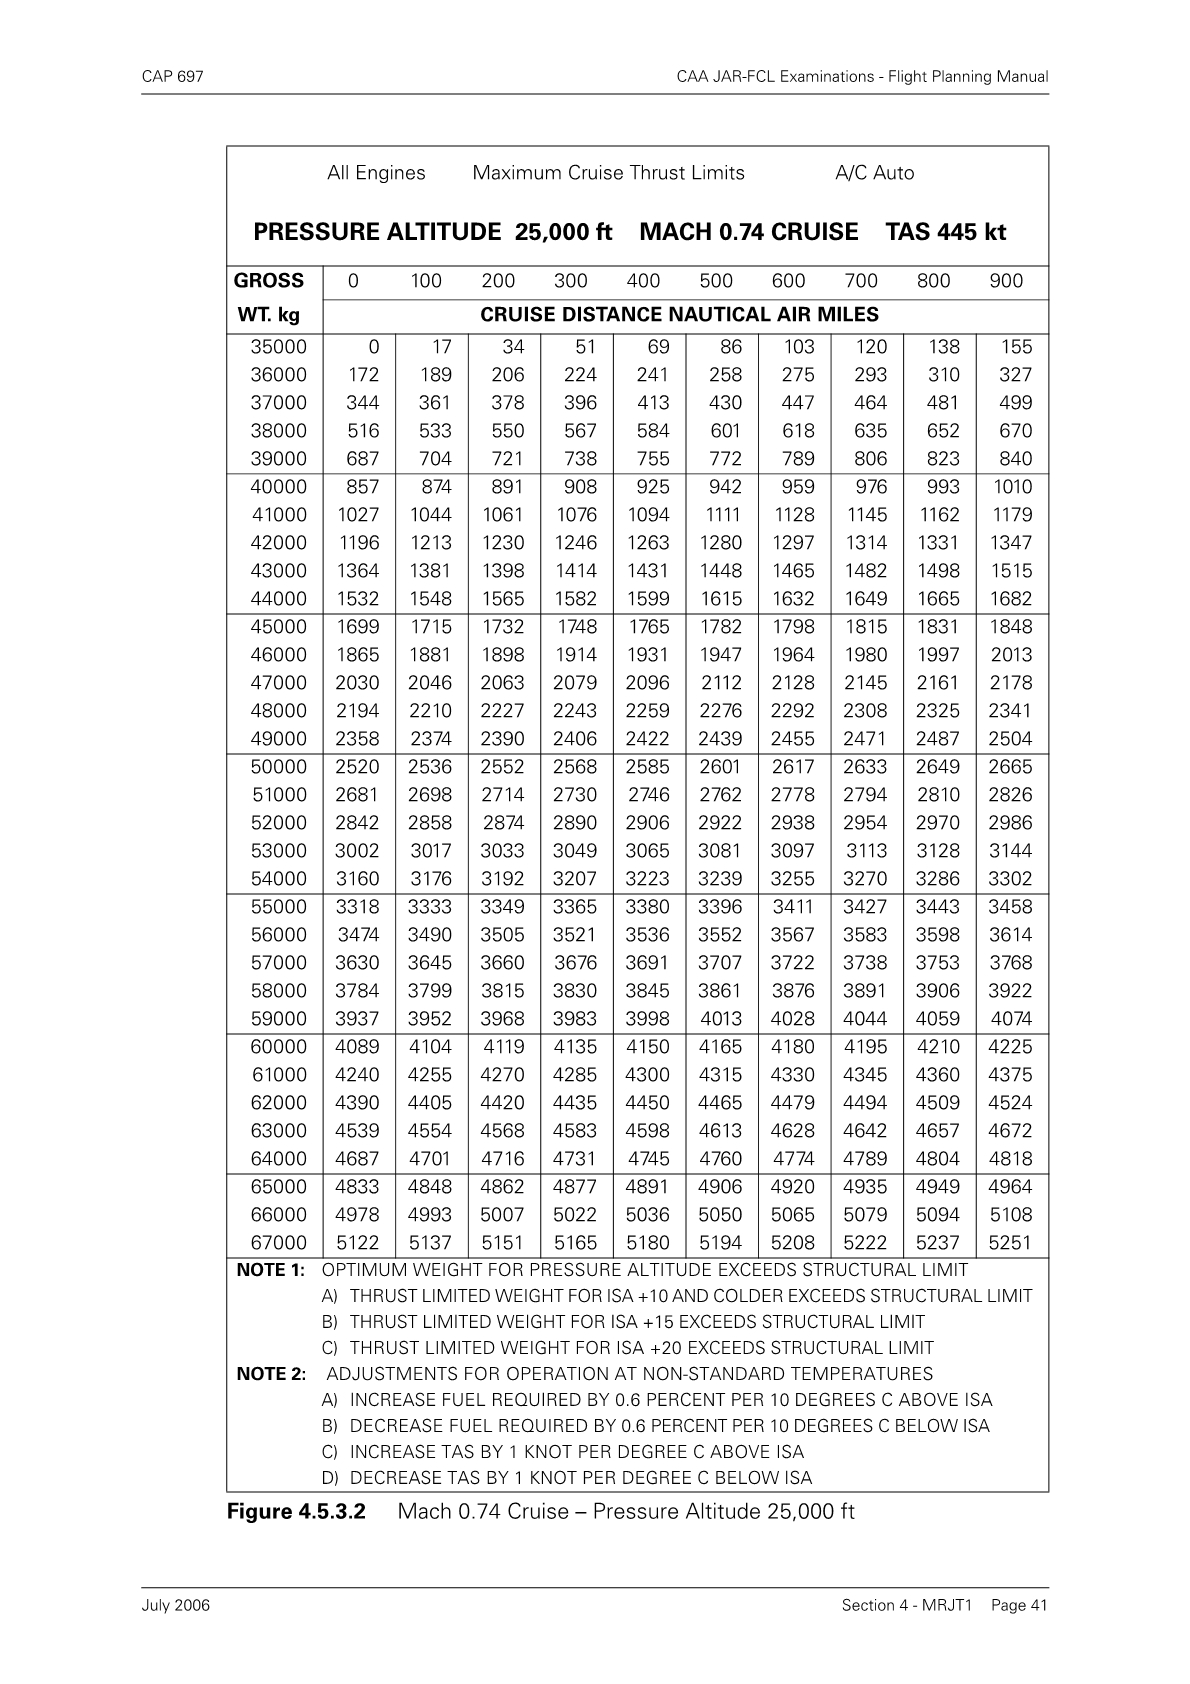 CAP 697 CAA JAR-FCL Examinations - Flight Planning Manual
All Engines Maximum Cruise Thrust Limits A/C Auto
PRESSURE ALTITUDE 25,000 ft MACH 0.74 CRUISE TAS 445 kt
GROSS 0 100 200 300 400 500 600 700 800 900
WT. kg CRUISE DISTANCE NAUTICAL AIR MILES
35000 0 17 34 51 69 86 103 120 138 155
36000 172 189 206 224 241 258 275 293 310 327
37000 344 361 378 396 413 430 447 464 481 499
38000 516 533 550 567 584 601 618 635 652 670
39000 687 704 721 738 755 772 789 806 823 840
40000 857 874 891 908 925 942 959 976 993 1010
41000 1027 1044 1061 1076 1094 1111 1128 1145 1162 1179
42000 1196 1213 1230 1246 1263 1280 1297 1314 1331 1347
43000 1364 1381 1398 1414 1431 1448 1465 1482 1498 1515
44000 1532 1548 1565 1582 1599 1615 1632 1649 1665 1682
45000 1699 1715 1732 1748 1765 1782 1798 1815 1831 1848
46000 1865 1881 1898 1914 1931 1947 1964 1980 1997 2013
47000 2030 2046 2063 2079 2096 2112 2128 2145 2161 2178
48000 2194 2210 2227 2243 2259 2276 2292 2308 2325 2341
49000 2358 2374 2390 2406 2422 2439 2455 2471 2487 2504
50000 2520 2536 2552 2568 2585 2601 2617 2633 2649 2665
51000 2681 2698 2714 2730 2746 2762 2778 2794 2810 2826
52000 2842 2858 2874 2890 2906 2922 2938 2954 2970 2986
53000 3002 3017 3033 3049 3065 3081 3097 3113 3128 3144
54000 3160 3176 3192 3207 3223 3239 3255 3270 3286 3302
55000 3318 3333 3349 3365 3380 3396 3411 3427 3443 3458
56000 3474 3490 3505 3521 3536 3552 3567 3583 3598 3614
57000 3630 3645 3660 3676 3691 3707 3722 3738 3753 3768
58000 3784 3799 3815 3830 3845 3861 3876 3891 3906 3922
59000 3937 3952 3968 3983 3998 4013 4028 4044 4059 4074
60000 4089 4104 4119 4135 4150 4165 4180 4195 4210 4225
61000 4240 4255 4270 4285 4300 4315 4330 4345 4360 4375
62000 4390 4405 4420 4435 4450 4465 4479 4494 4509 4524
63000 4539 4554 4568 4583 4598 4613 4628 4642 4657 4672
64000 4687 4701 4716 4731 4745 4760 4774 4789 4804 4818
65000 4833 4848 4862 4877 4891 4906 4920 4935 4949 4964
66000 4978 4993 5007 5022 5036 5050 5065 5079 5094 5108
67000 5122 5137 5151 5165 5180 5194 5208 5222 5237 5251
NOTE 1: OPTIMUM WEIGHT FOR PRESSURE ALTITUDE EXCEEDS STRUCTURAL LIMIT
A) THRUST LIMITED WEIGHT FOR ISA +10 AND COLDER EXCEEDS STRUCTURAL LIMIT
B) THRUST LIMITED WEIGHT FOR ISA +15 EXCEEDS STRUCTURAL LIMIT
C) THRUST LIMITED WEIGHT FOR ISA +20 EXCEEDS STRUCTURAL LIMIT
NOTE 2: ADJUSTMENTS FOR OPERATION AT NON-STANDARD TEMPERATURES
A) INCREASE FUEL REQUIRED BY 0.6 PERCENT PER 10 DEGREES C ABOVE ISA
B) DECREASE FUEL REQUIRED BY 0.6 PERCENT PER 10 DEGREES C BELOW ISA
C) INCREASE TAS BY 1 KNOT PER DEGREE C ABOVE ISA
D) DECREASE TAS BY 1 KNOT PER DEGREE C BELOW ISA
Figure 4.5.3.2 Mach 0.74 Cruise – Pressure Altitude 25,000 ft
July 2006 Section 4 - MRJT1 Page 41